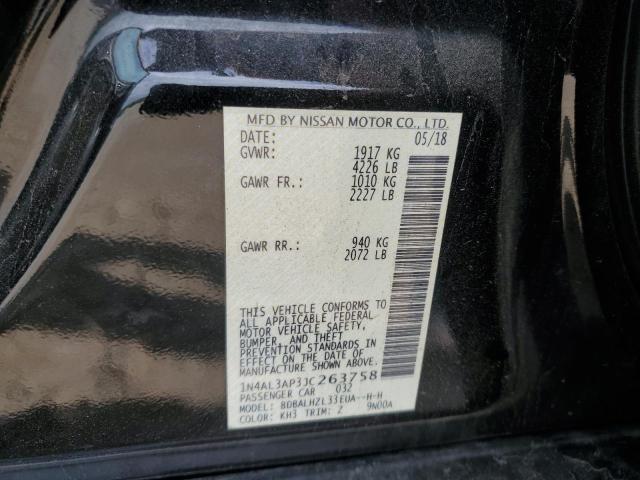 MFD BY NISSAN MOTOR CO., LTD.
DATE: 05/18
GVWR: 1917 KG
4226 LB
GAWR FR.: 1010 KG
2227 LB
GAWR RR.: 940 KG
2072 LB
THIS VEHICLE CONFORMS TO
ALL APPLICABLE FEDERAL
MOTOR VEHICLE SAFETY,
BUMPER, AND THEFT
PREVENTION STANDARDS IN
EFFECT ON THE DATE OF
MANUFACTURE SHOWN ABOVE.
1N4AL3AP3JC263758
PASSENGER CAR 032
MODEL: BDBALHZL33EUA--H-H
COLOR: KH3 TRIM: Z 9N00A